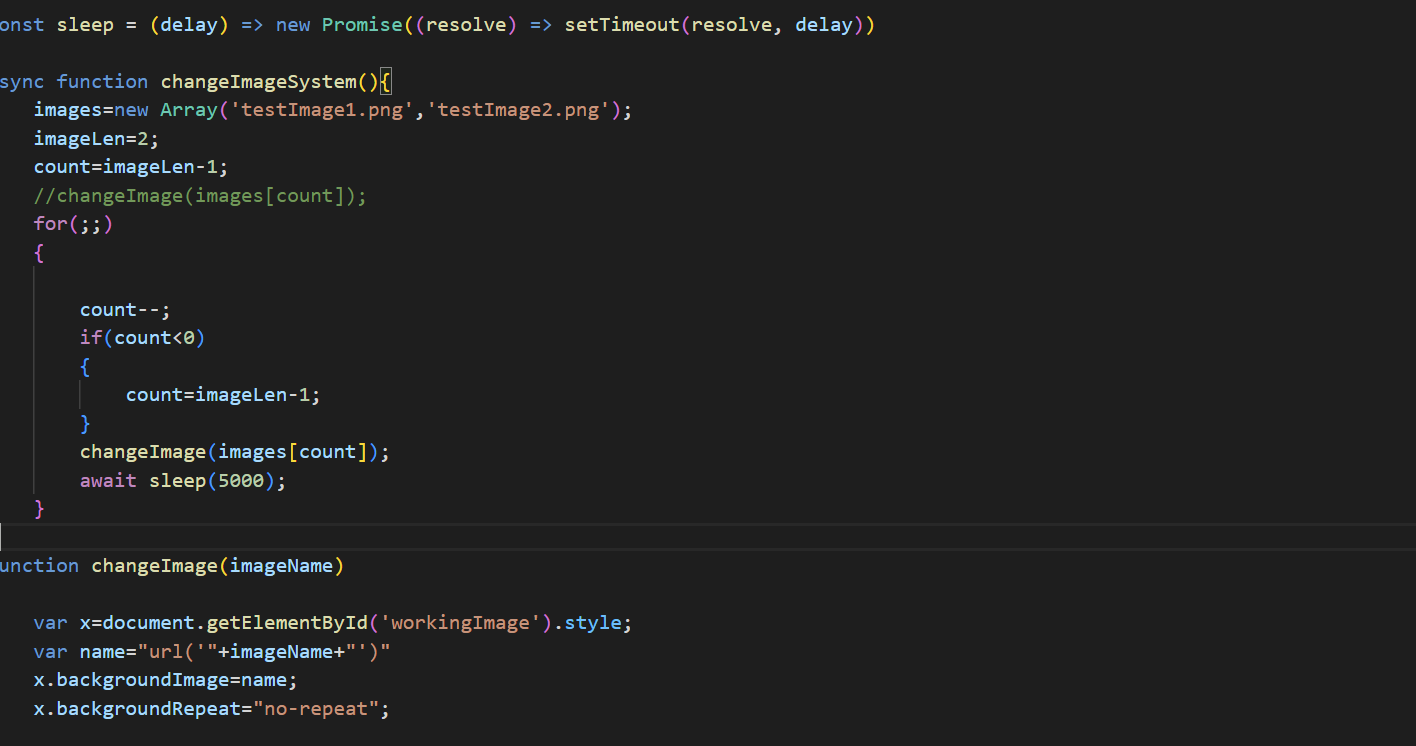 onst sleep = (delay) => new Promise((resolve) => setTimeout(resolve, delay))
sync function changeImageSystem(){
images=new Array('testImage1.png','testImage2.png');
imageLen=2;
count=imageLen-1;
//changeImage(images[count]);
for(;;)
{
count--;
if(count<0)
{
count=imageLen-1;
}
changeImage(images[count]);
await sleep(5000);
}
unction changeImage(imageName)
var x=document.getElementById('workingImage').style;
var name="url('"+imageName+"')"
x.backgroundImage=name;
x.backgroundRepeat="no-repeat";